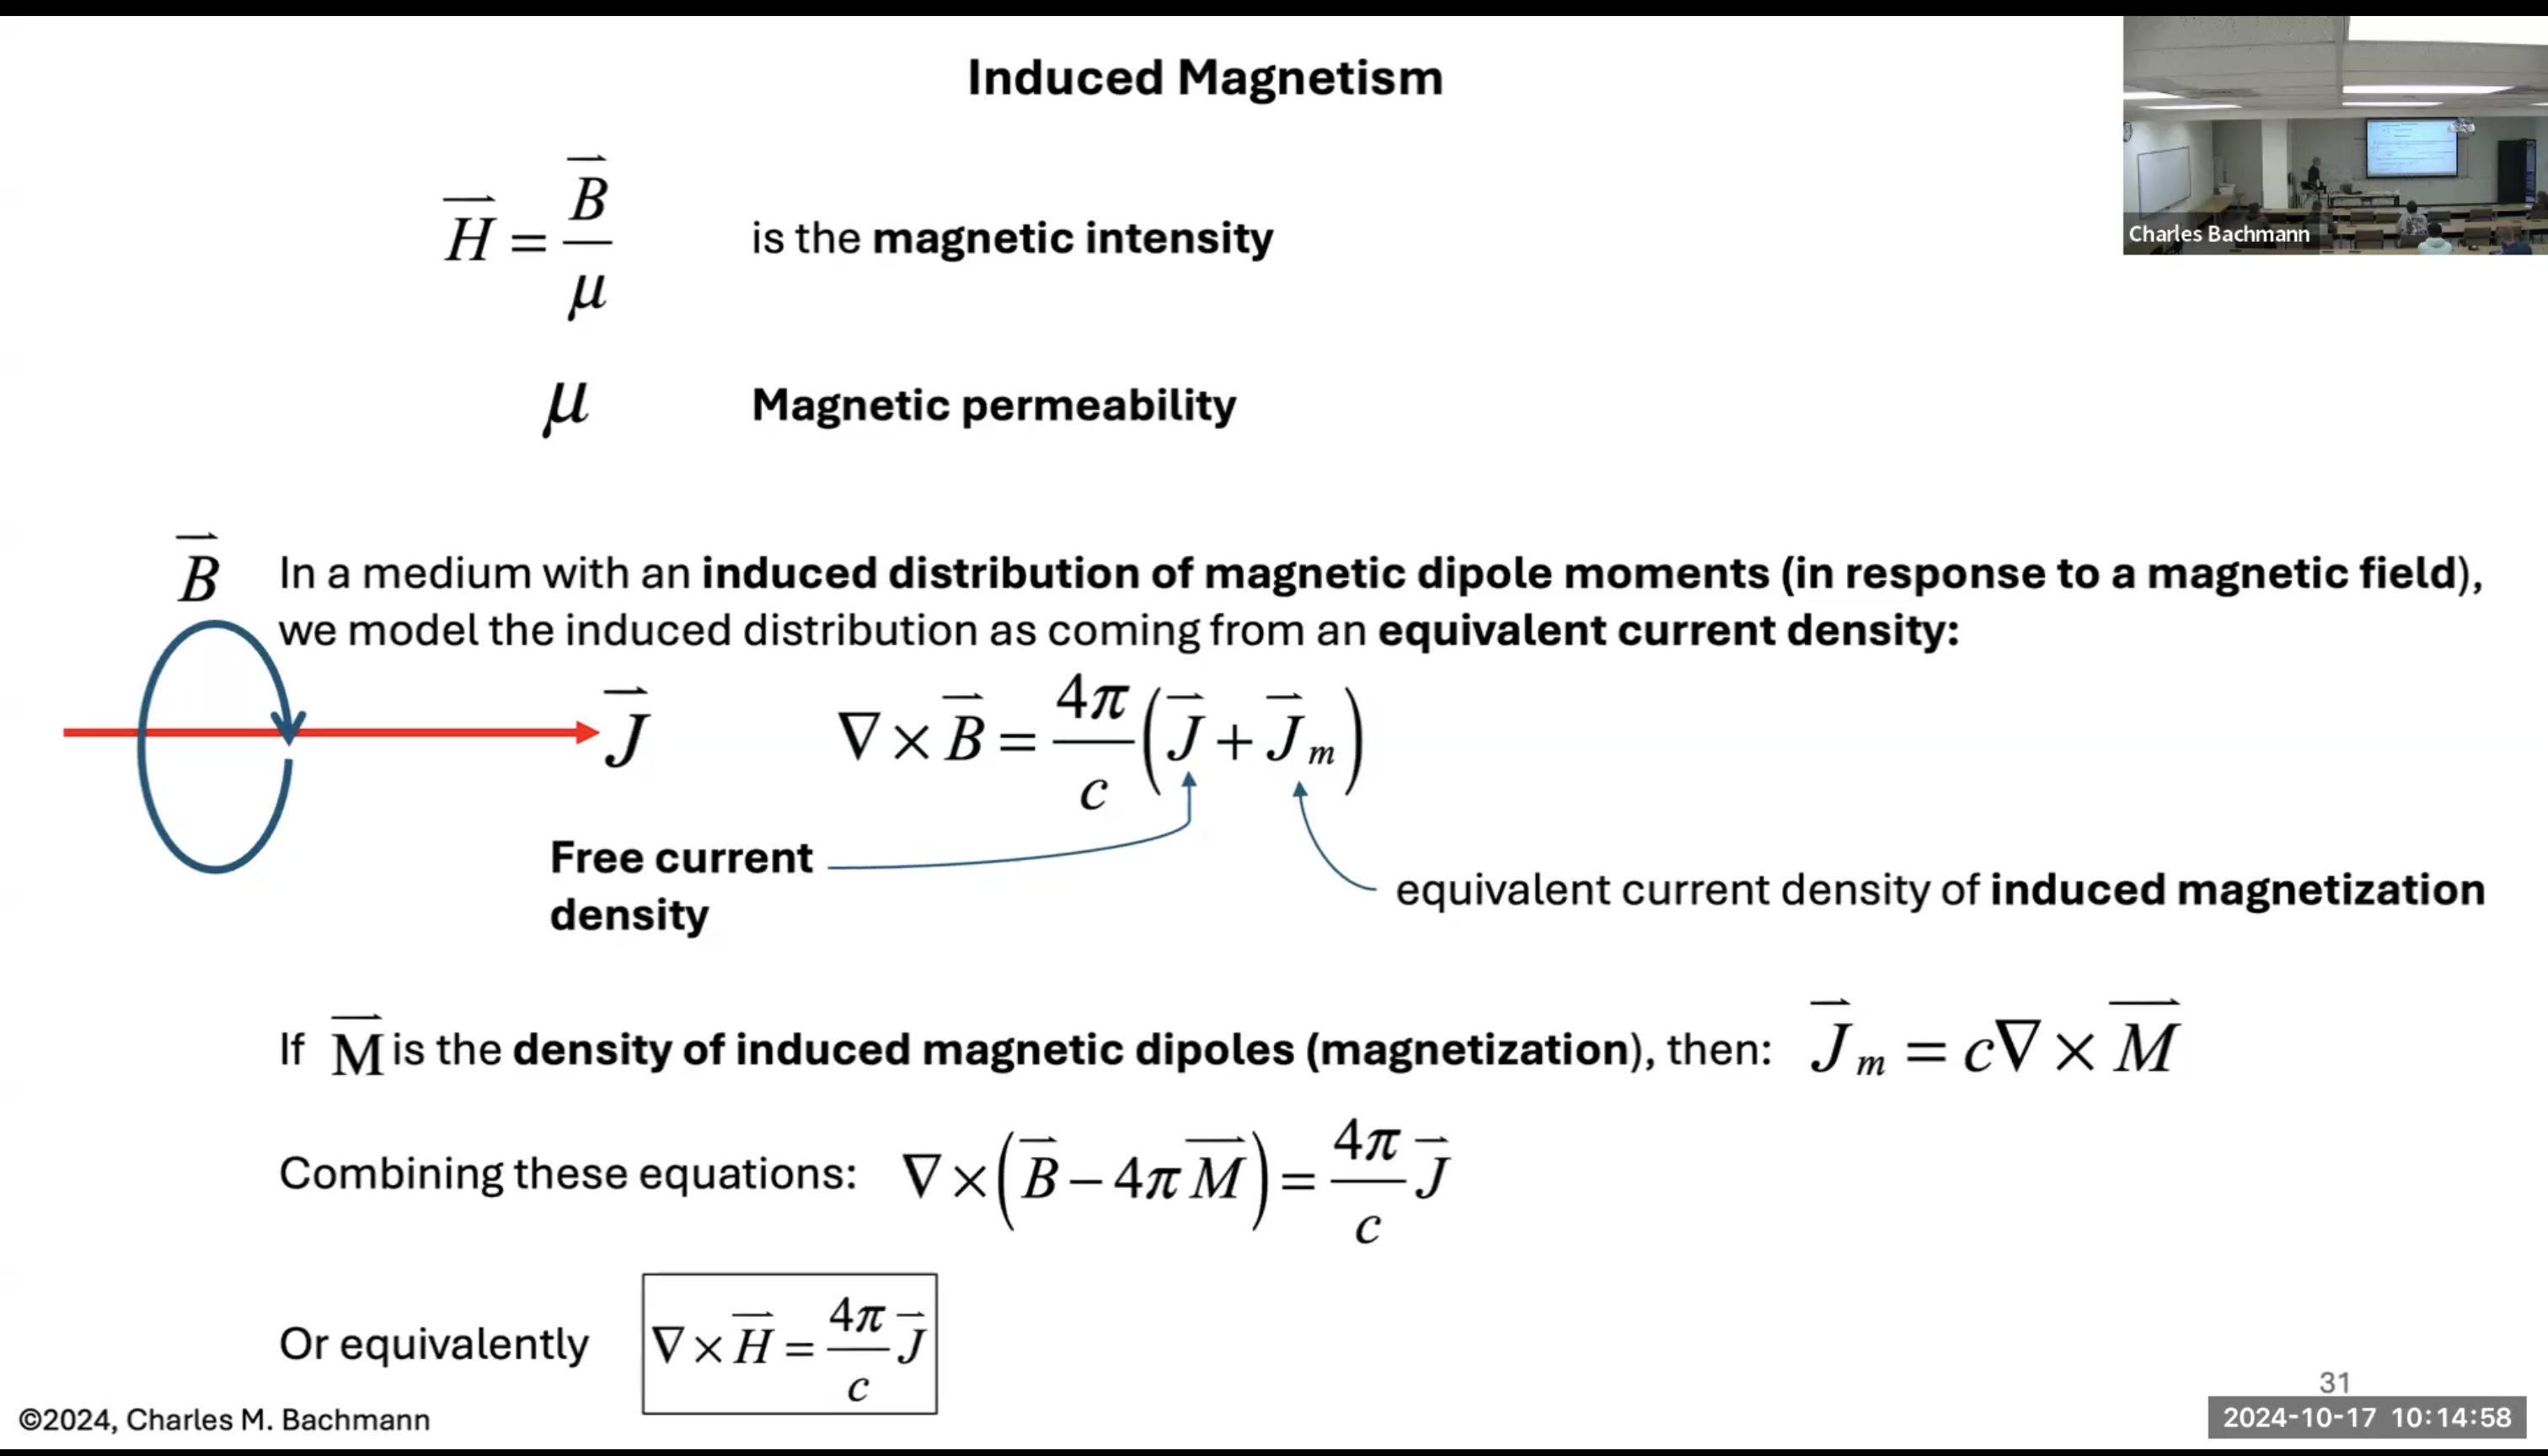 Induced Magnetism
Charles Bachmann
$\vec{H} = \frac{\vec{B}}{\mu}$ is the magnetic intensity
$\mu$ Magnetic permeability
$\vec{B}$ In a medium with an induced distribution of magnetic dipole moments (in response to a magnetic field),
we model the induced distribution as coming from an equivalent current density:
$\vec{J}$ $\nabla \times \vec{B} = \frac{4\pi}{c}\left(\vec{J} + \vec{J}_m\right)$
Free current
density
equivalent current density of induced magnetization
If $\vec{M}$ is the density of induced magnetic dipoles (magnetization), then: $\vec{J}_m = c\nabla \times \vec{M}$
Combining these equations: $\nabla \times \left(\vec{B} - 4\pi\vec{M}\right) = \frac{4\pi}{c}\vec{J}$
Or equivalently $\nabla \times \vec{H} = \frac{4\pi}{c}\vec{J}$
31
©2024, Charles M. Bachmann
2024-10-17 10:14:58